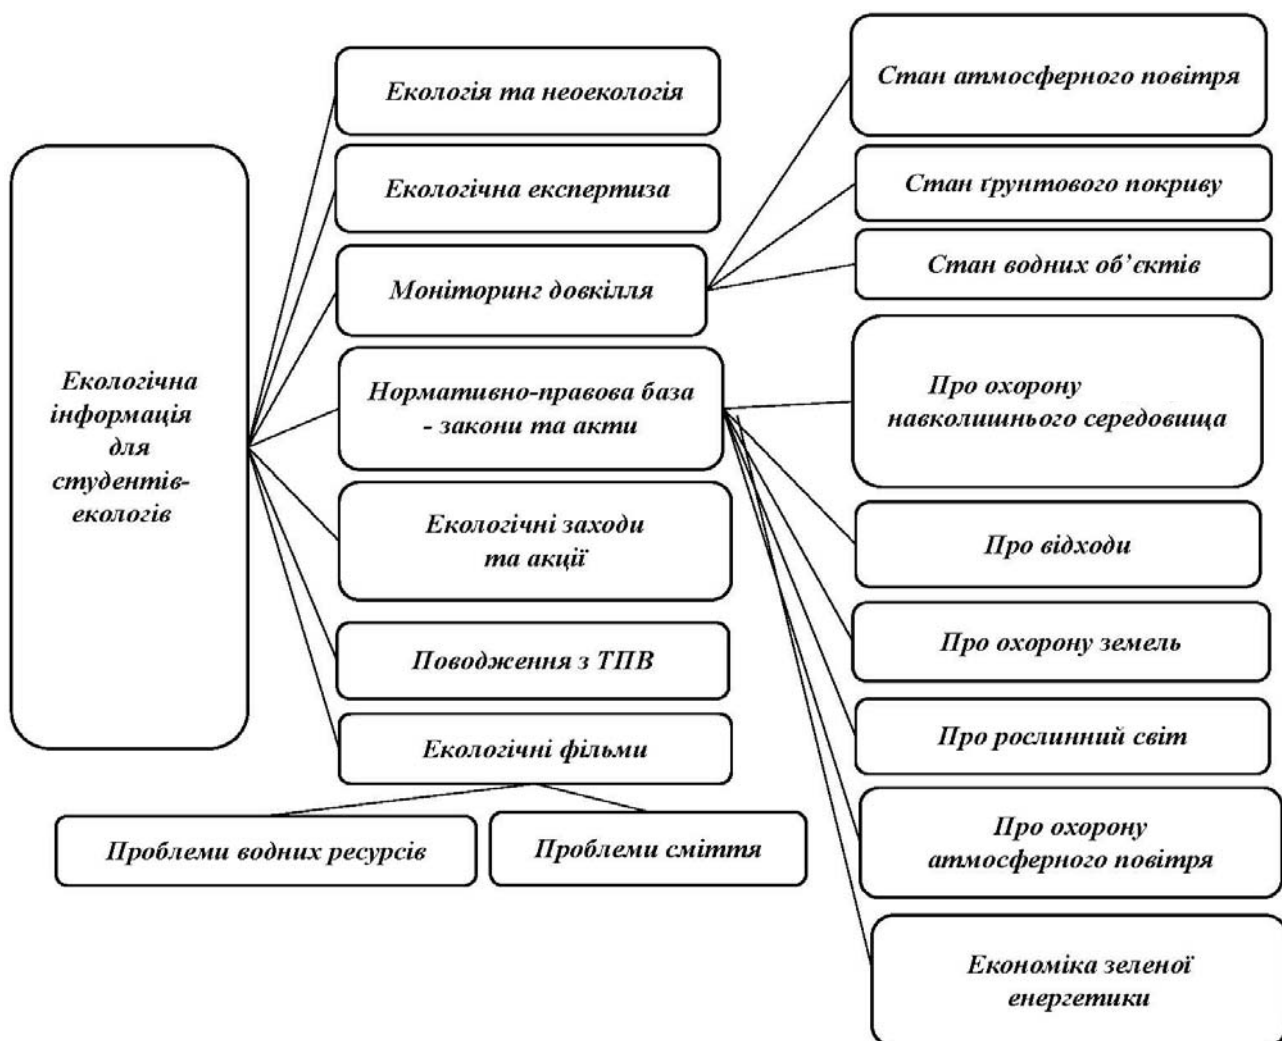 Екологічна
інформація
для
студентів-
екологів
Екологія та неоекологія
Екологічна експертиза
Моніторинг довкілля
Нормативно-правова база
- закони та акти
Екологічні заходи
та акції
Поводження з ТПВ
Екологічні фільми
Проблеми водних ресурсів
Проблеми сміття
Стан атмосферного повітря
Стан ґрунтового покриву
Стан водних об’єктів
Про охорону
навколишнього середовища
Про відходи
Про охорону земель
Про рослинний світ
Про охорону
атмосферного повітря
Економіка зеленої
енергетики